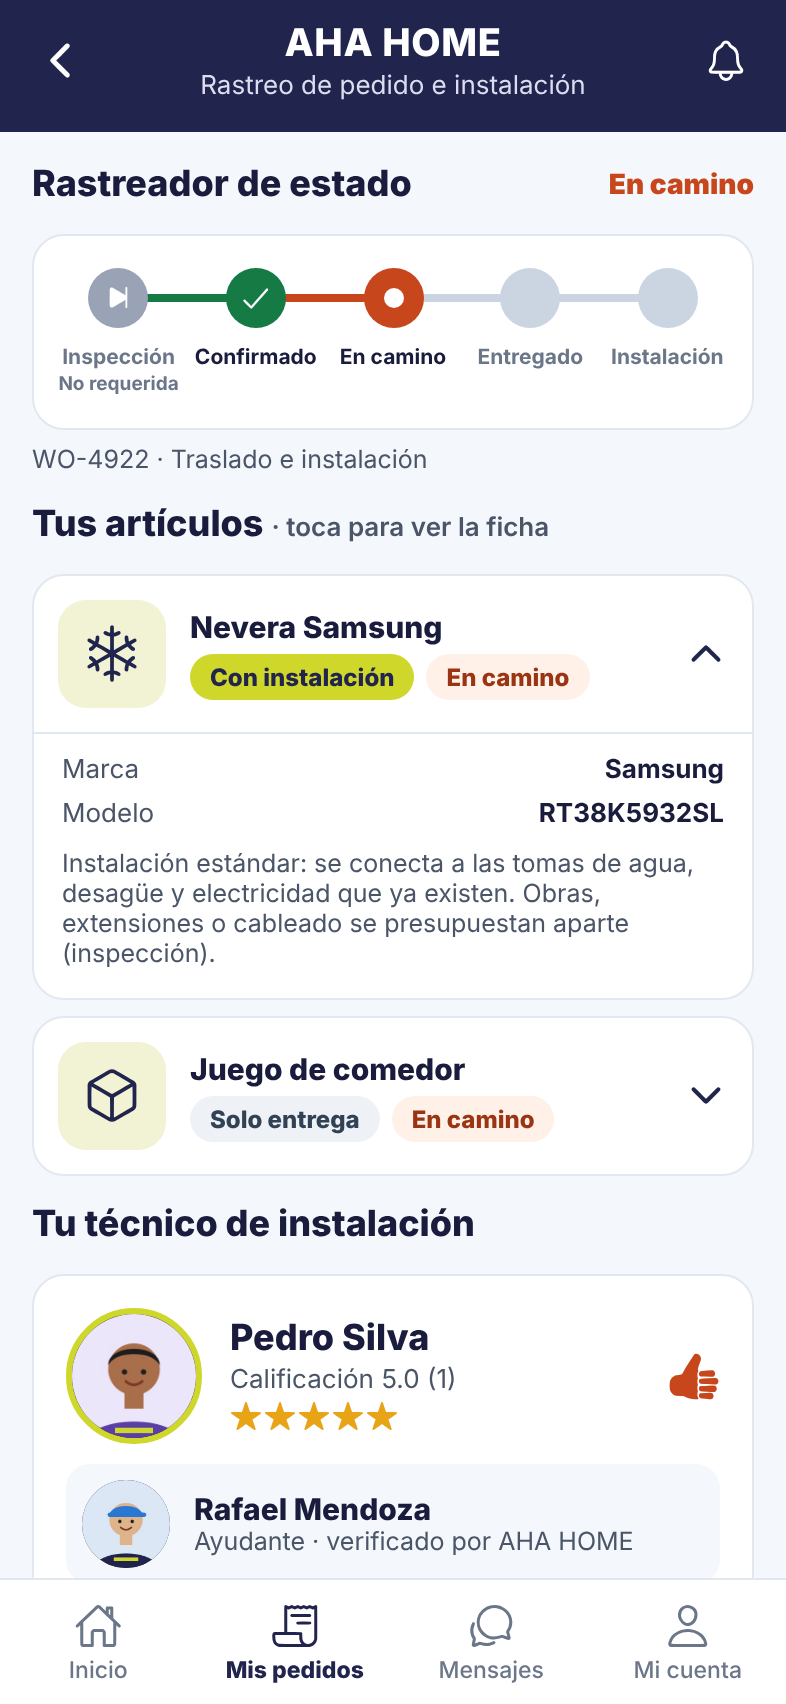 AHA HOME
Rastreo de pedido e instalación
Rastreador de estado
En camino
Inspección
No requerida
Confirmado
En camino
Entregado
Instalación
WO-4922 · Traslado e instalación
Tus artículos · toca para ver la ficha
Nevera Samsung
Con instalación
En camino
Marca
Samsung
Modelo
RT38K5932SL
Instalación estándar: se conecta a las tomas de agua,
desagüe y electricidad que ya existen. Obras,
extensiones o cableado se presupuestan aparte
(inspección).
Juego de comedor
Solo entrega
En camino
Tu técnico de instalación
Pedro Silva
Calificación 5.0 (1)
Rafael Mendoza
Ayudante · verificado por AHA HOME
Inicio
Mis pedidos
Mensajes
Mi cuenta